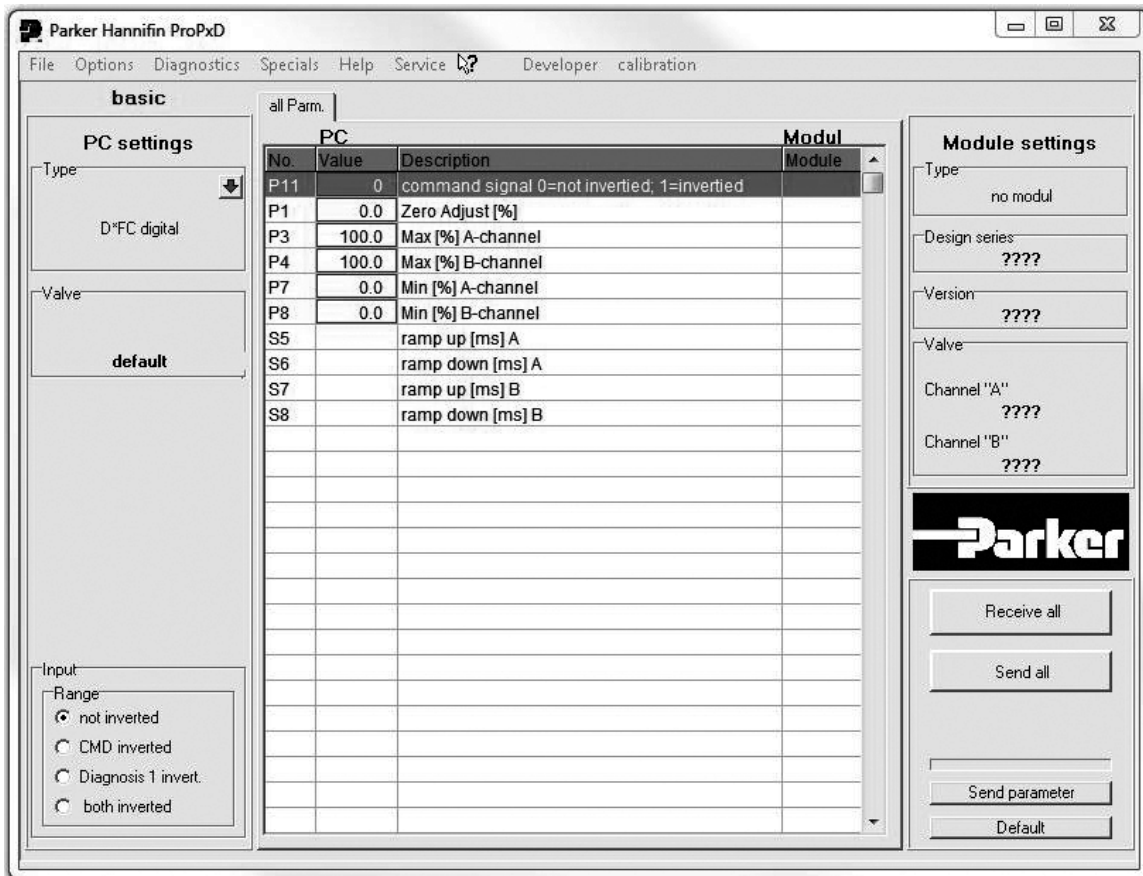 Parker Hannifin ProPxD
File Options Diagnostics Specials Help Service ? Developer calibration
basic
PC settings
Type
D*FC digital
Valve
default
Input
Range
not inverted
CMD inverted
Diagnosis 1 invert.
both inverted
all Parm.
PC Modul
No. Value Description Module
P11 0 command signal 0=not invertied; 1=invertied
P1 0.0 Zero Adjust [%]
P3 100.0 Max [%] A-channel
P4 100.0 Max [%] B-channel
P7 0.0 Min [%] A-channel
P8 0.0 Min [%] B-channel
S5 ramp up [ms] A
S6 ramp down [ms] A
S7 ramp up [ms] B
S8 ramp down [ms] B
Module settings
Type
no modul
Design series
????
Version
????
Valve
Channel "A"
????
Channel "B"
????
Parker
Receive all
Send all
Send parameter
Default